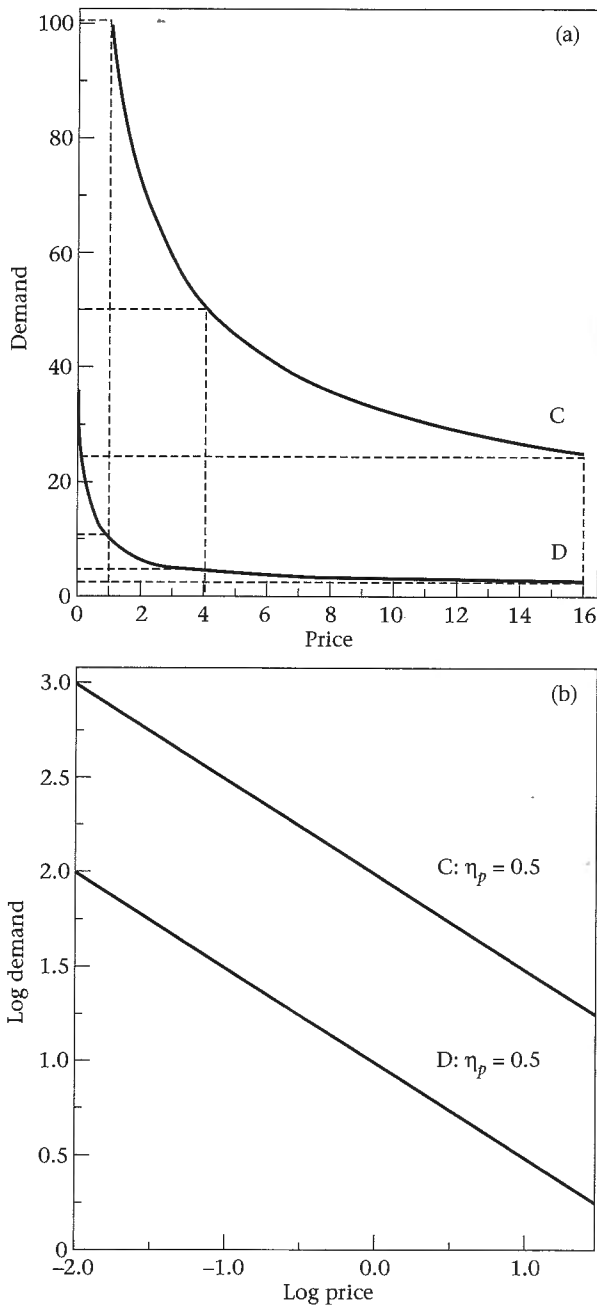 (a)
100
80
60
40
20
0
Demand
C
D
0 2 4 6 8 10 12 14 16
Price
(b)
3.0
2.5
2.0
1.5
1.0
0.5
0
Log demand
C: ηp = 0.5
D: ηp = 0.5
–2.0 –1.0 0.0 1.0
Log price